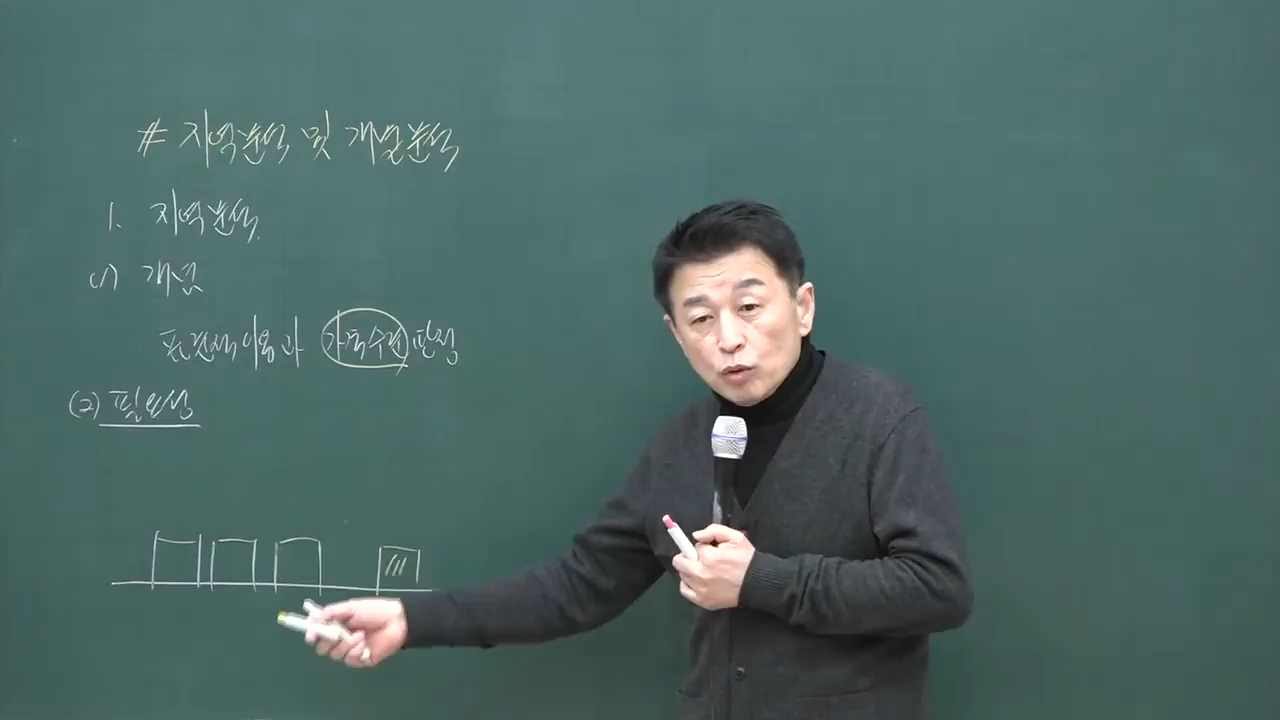 # 지역분석 및 개별분석
1. 지역분석.
(1) 개념
표준적이용과 가격수준 판정
(2) 필요성